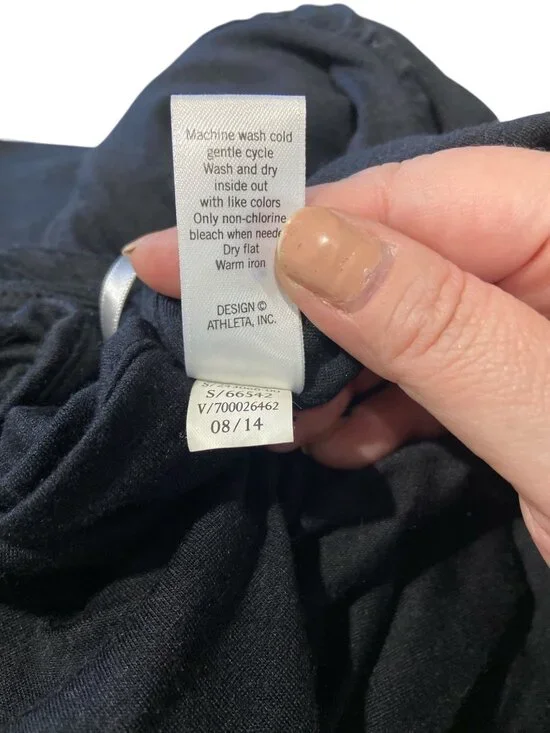 Machine wash cold
gentle cycle
Wash and dry
inside out
with like colors
Only non-chlorine
bleach when neede
Dry flat
Warm iron
DESIGN ©
ATHLETA, INC.
S/66542
V/700026462
08/14